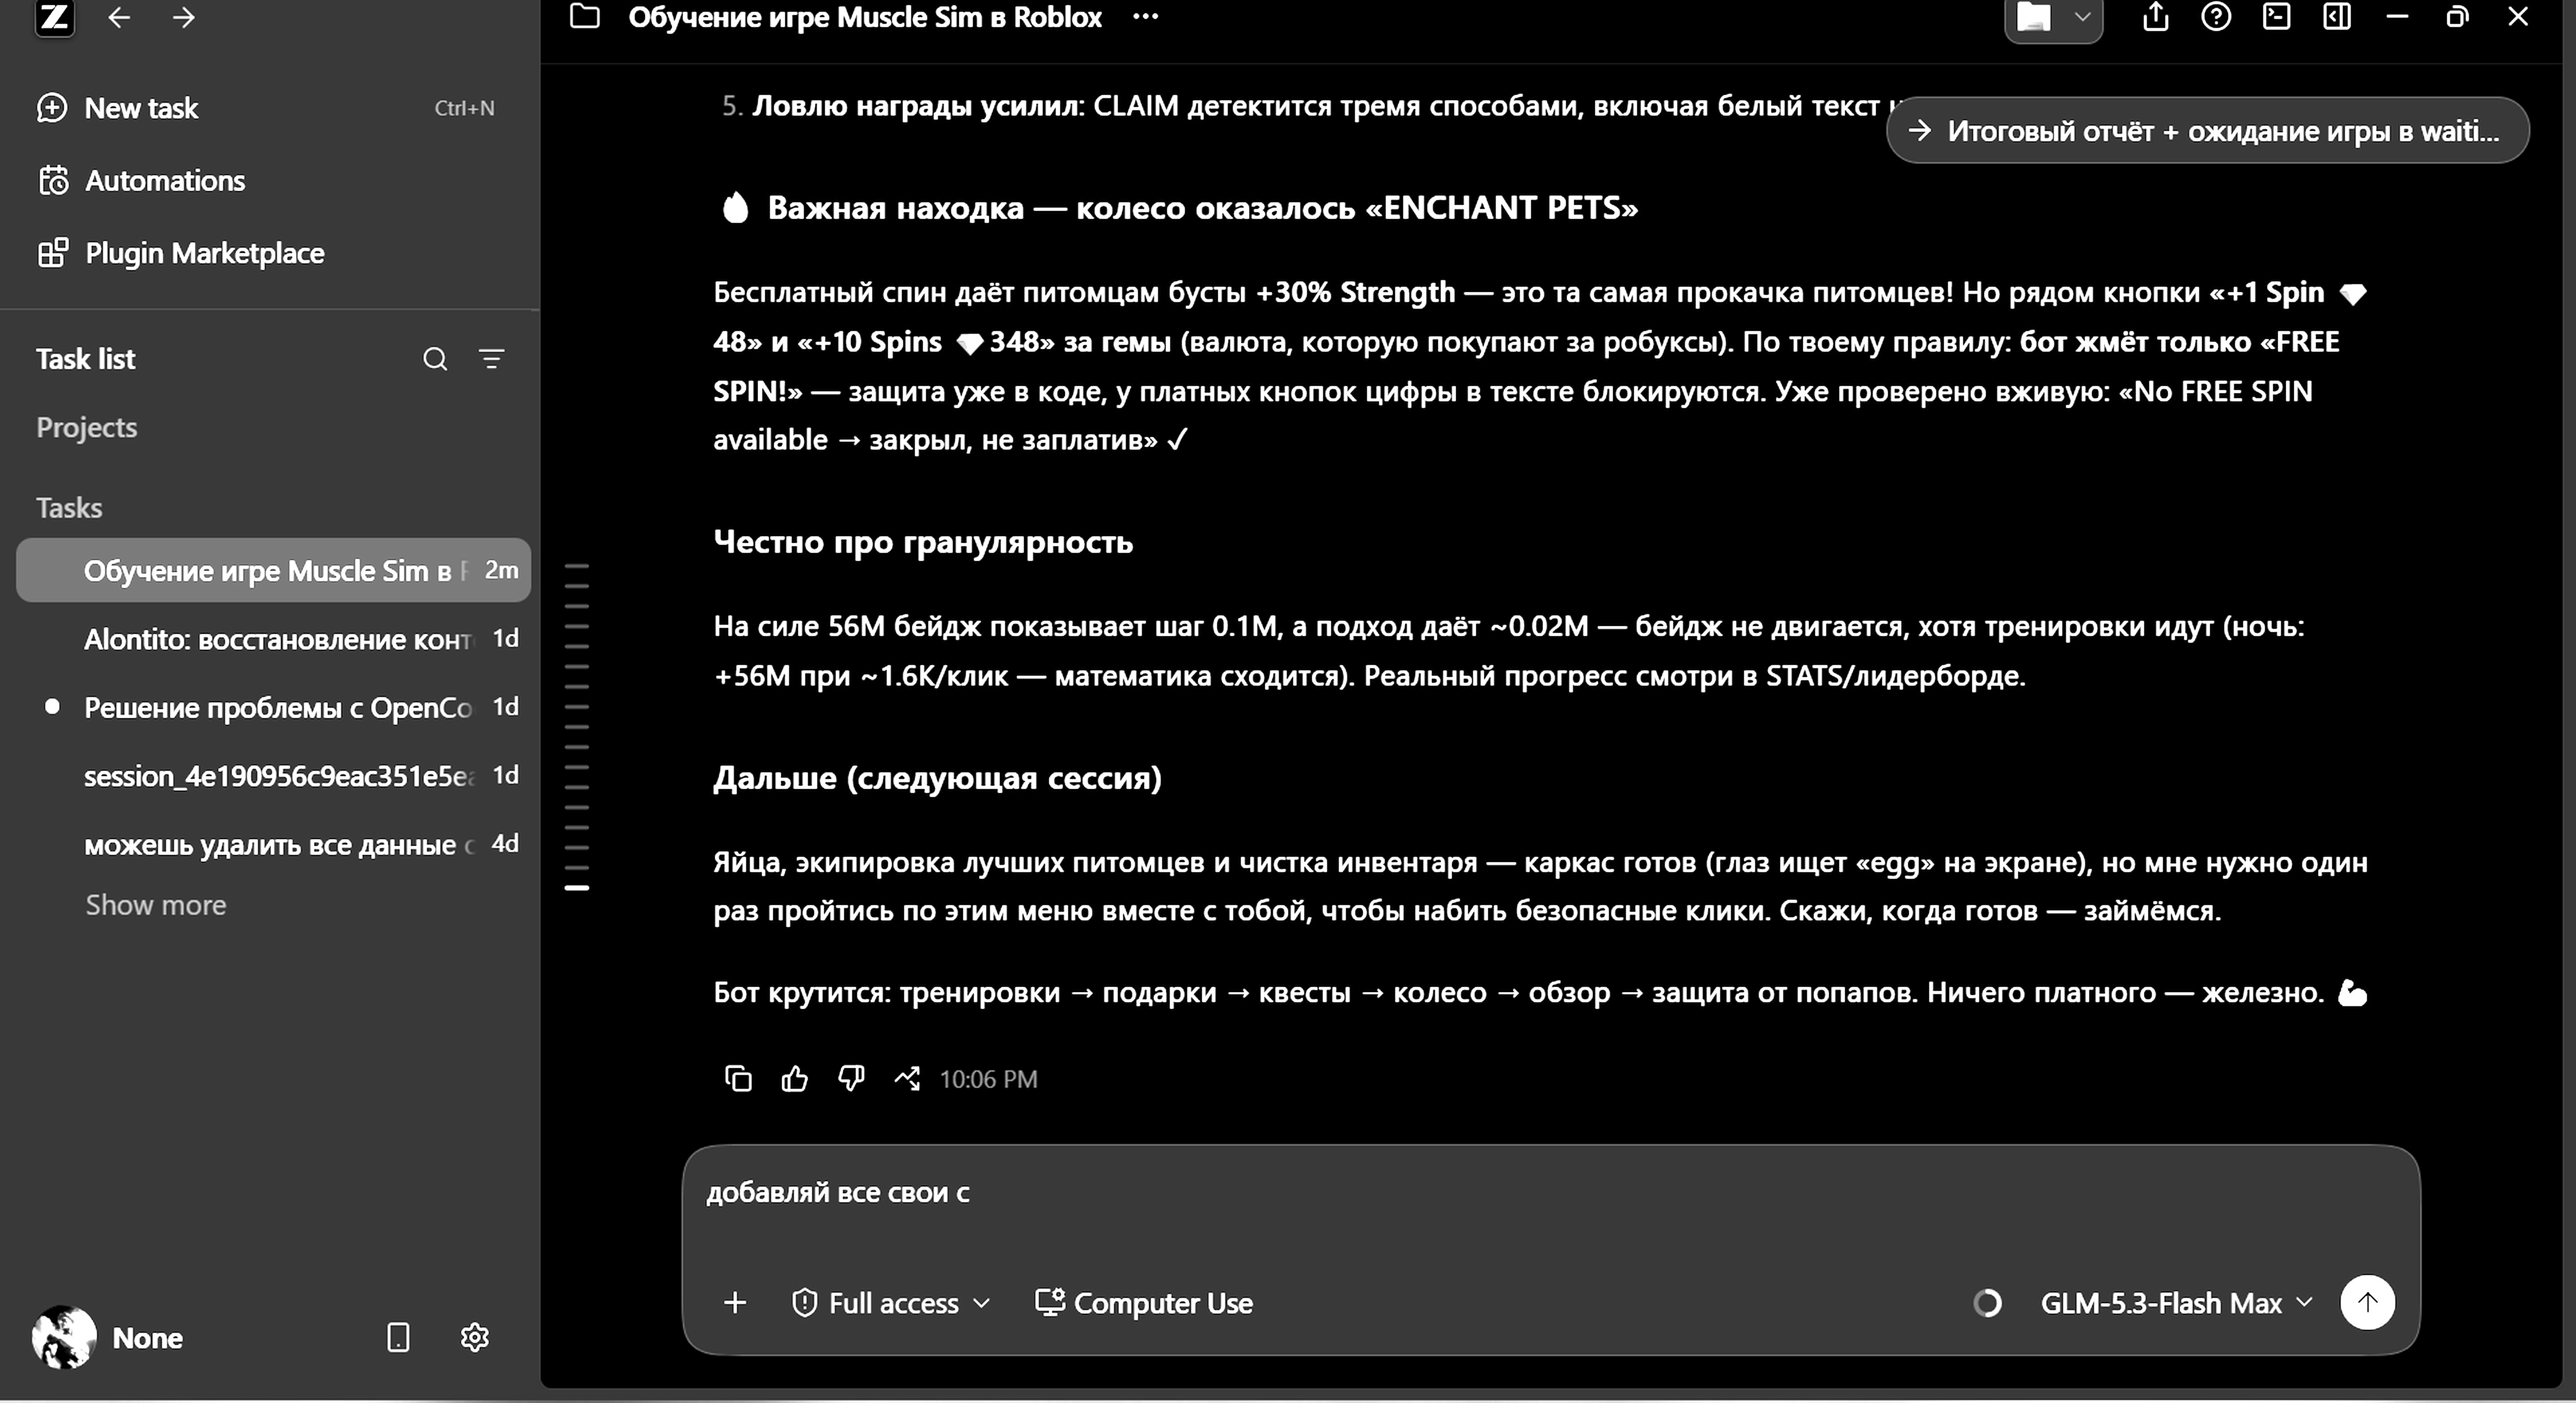 Z
Обучение игре Muscle Sim в Roblox ...
New task Ctrl+N
Automations
Plugin Marketplace
Task list
Projects
Tasks
Обучение игре Muscle Sim в 2m
Alontito: восстановление конт 1d
Решение проблемы с OpenCo 1d
session_4e190956c9eac351e5e 1d
можешь удалить все данные с 4d
Show more
None
5. Ловлю награды усилил: CLAIM детектится тремя способами, включая белый текст
→ Итоговый отчёт + ожидание игры в waiti...
Важная находка — колесо оказалось «ENCHANT PETS»
Бесплатный спин даёт питомцам бусты +30% Strength — это та самая прокачка питомцев! Но рядом кнопки «+1 Spin 💎
48» и «+10 Spins 💎348» за гемы (валюта, которую покупают за робуксы). По твоему правилу: бот жмёт только «FREE
SPIN!» — защита уже в коде, у платных кнопок цифры в тексте блокируются. Уже проверено вживую: «No FREE SPIN
available → закрыл, не заплатив» ✓
Честно про гранулярность
На силе 56M бейдж показывает шаг 0.1M, а подход даёт ~0.02M — бейдж не двигается, хотя тренировки идут (ночь:
+56M при ~1.6K/клик — математика сходится). Реальный прогресс смотри в STATS/лидерборде.
Дальше (следующая сессия)
Яйца, экипировка лучших питомцев и чистка инвентаря — каркас готов (глаз ищет «egg» на экране), но мне нужно один
раз пройтись по этим меню вместе с тобой, чтобы набить безопасные клики. Скажи, когда готов — займёмся.
Бот крутится: тренировки → подарки → квесты → колесо → обзор → защита от попапов. Ничего платного — железно. 💪
10:06 PM
добавляй все свои с
Full access
Computer Use
GLM-5.3-Flash Max